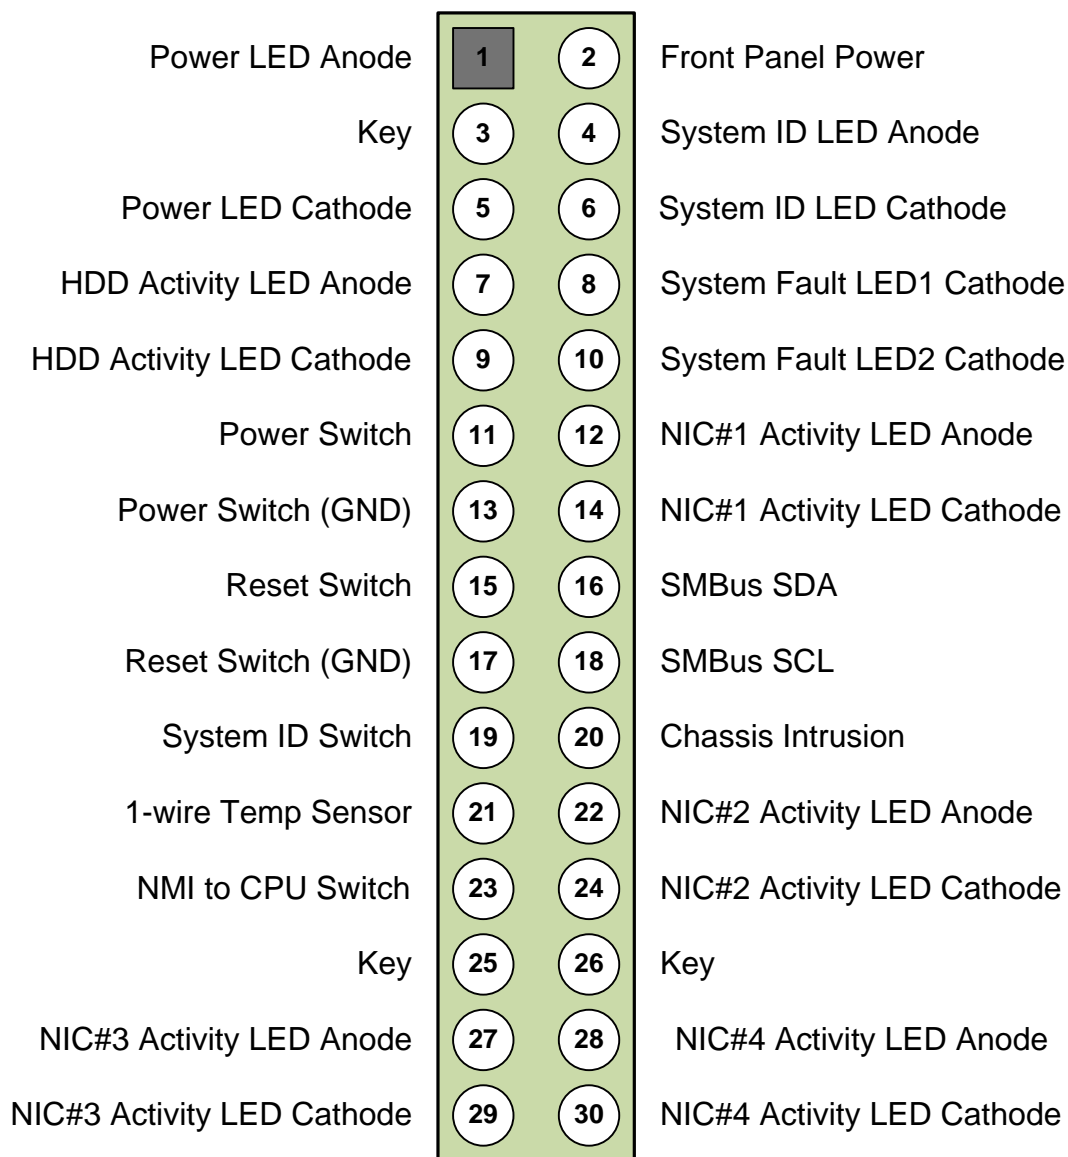 Power LED Anode 1 2 Front Panel Power
Key 3 4 System ID LED Anode
Power LED Cathode 5 6 System ID LED Cathode
HDD Activity LED Anode 7 8 System Fault LED1 Cathode
HDD Activity LED Cathode 9 10 System Fault LED2 Cathode
Power Switch 11 12 NIC#1 Activity LED Anode
Power Switch (GND) 13 14 NIC#1 Activity LED Cathode
Reset Switch 15 16 SMBus SDA
Reset Switch (GND) 17 18 SMBus SCL
System ID Switch 19 20 Chassis Intrusion
1-wire Temp Sensor 21 22 NIC#2 Activity LED Anode
NMI to CPU Switch 23 24 NIC#2 Activity LED Cathode
Key 25 26 Key
NIC#3 Activity LED Anode 27 28 NIC#4 Activity LED Anode
NIC#3 Activity LED Cathode 29 30 NIC#4 Activity LED Cathode